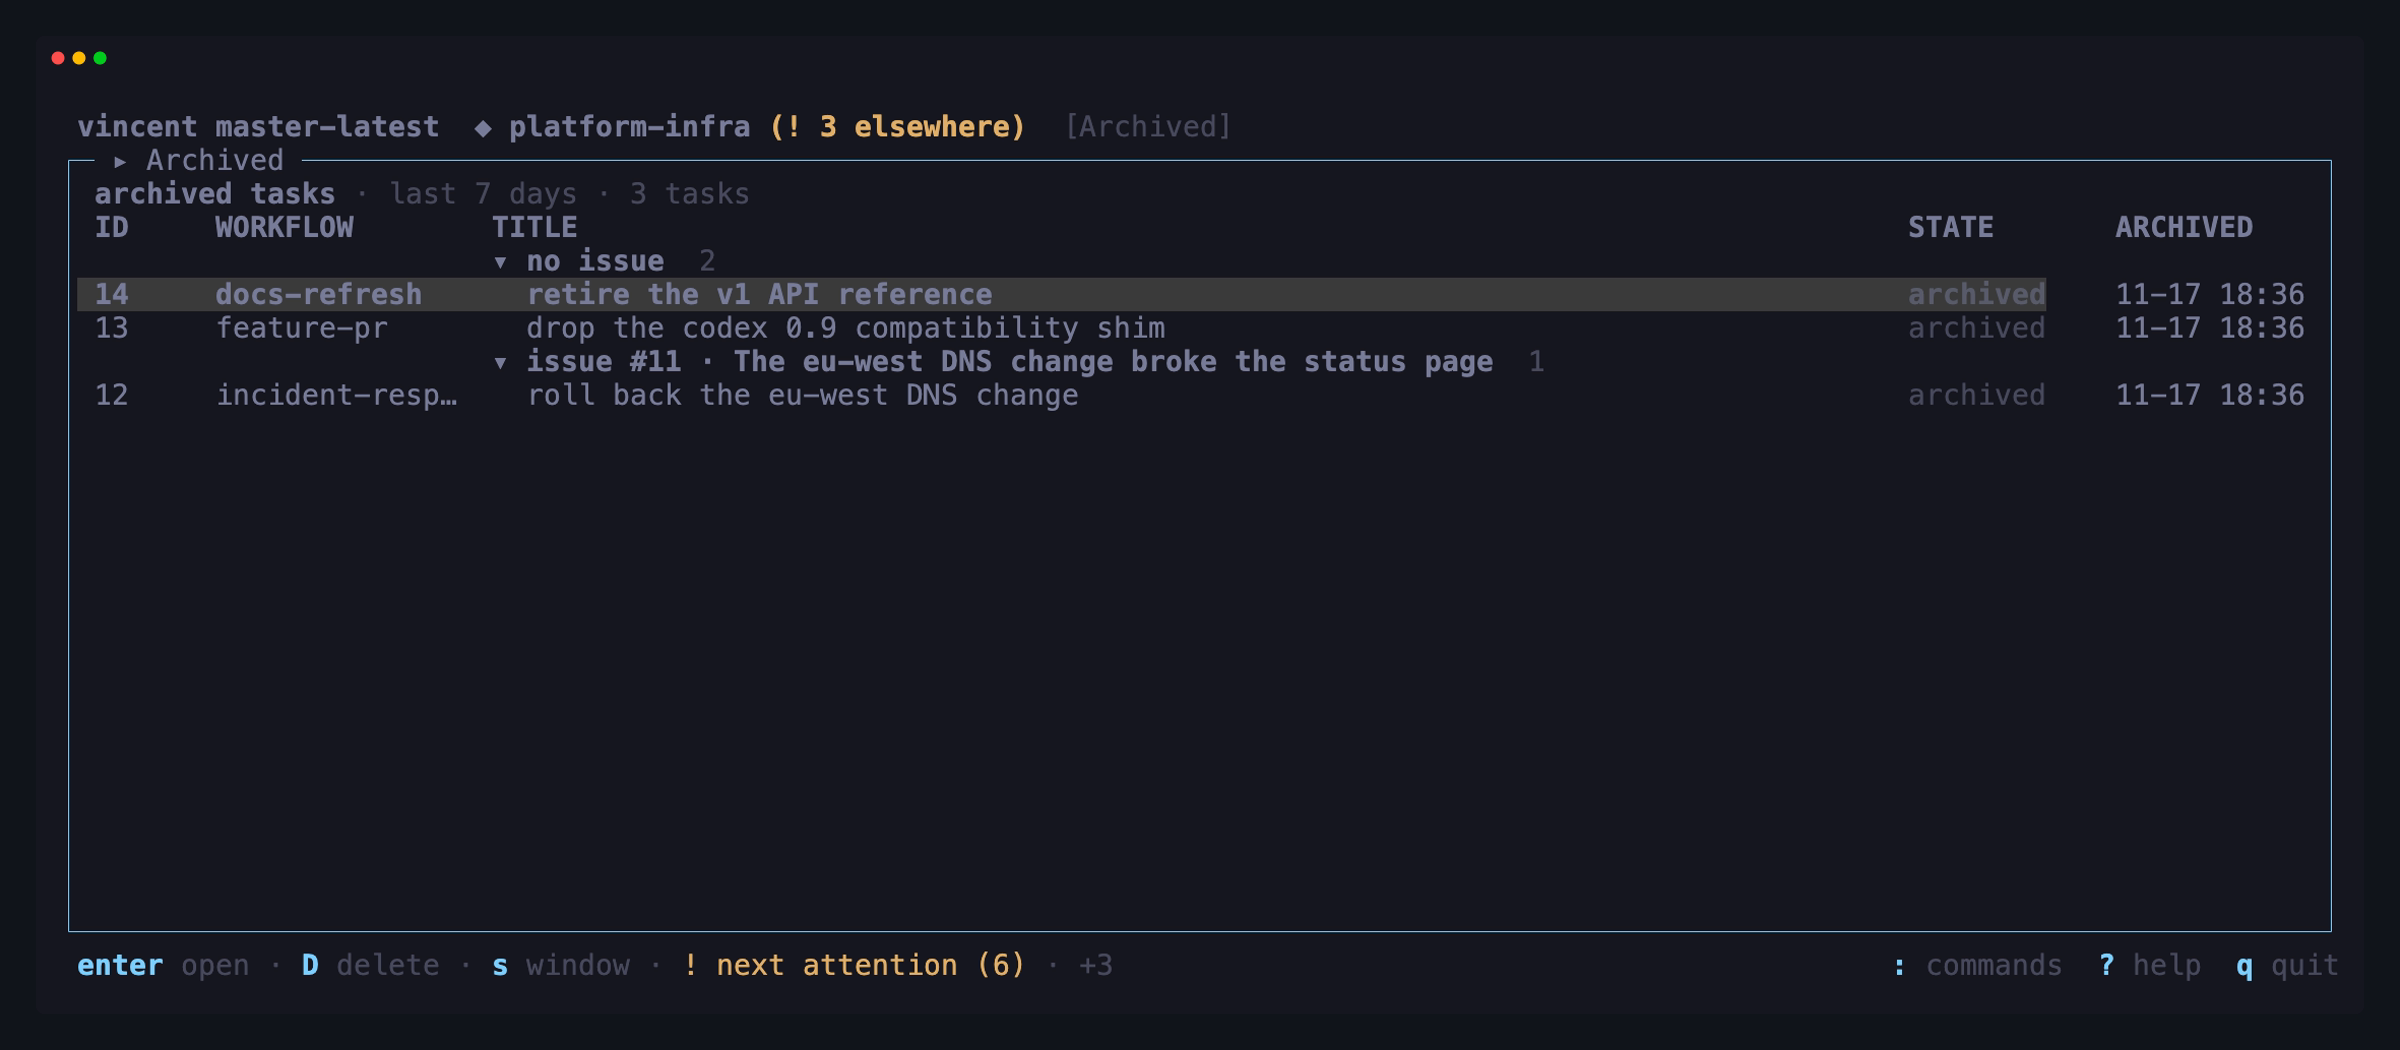 vincent master-latest ◆ platform-infra (! 3 elsewhere) [Archived]
▸ Archived
archived tasks · last 7 days · 3 tasks
ID WORKFLOW TITLE STATE ARCHIVED
▾ no issue 2
14 docs-refresh retire the v1 API reference archived 11-17 18:36
13 feature-pr drop the codex 0.9 compatibility shim archived 11-17 18:36
▾ issue #11 · The eu-west DNS change broke the status page 1
12 incident-resp… roll back the eu-west DNS change archived 11-17 18:36
enter open · D delete · s window · ! next attention (6) · +3 : commands ? help q quit